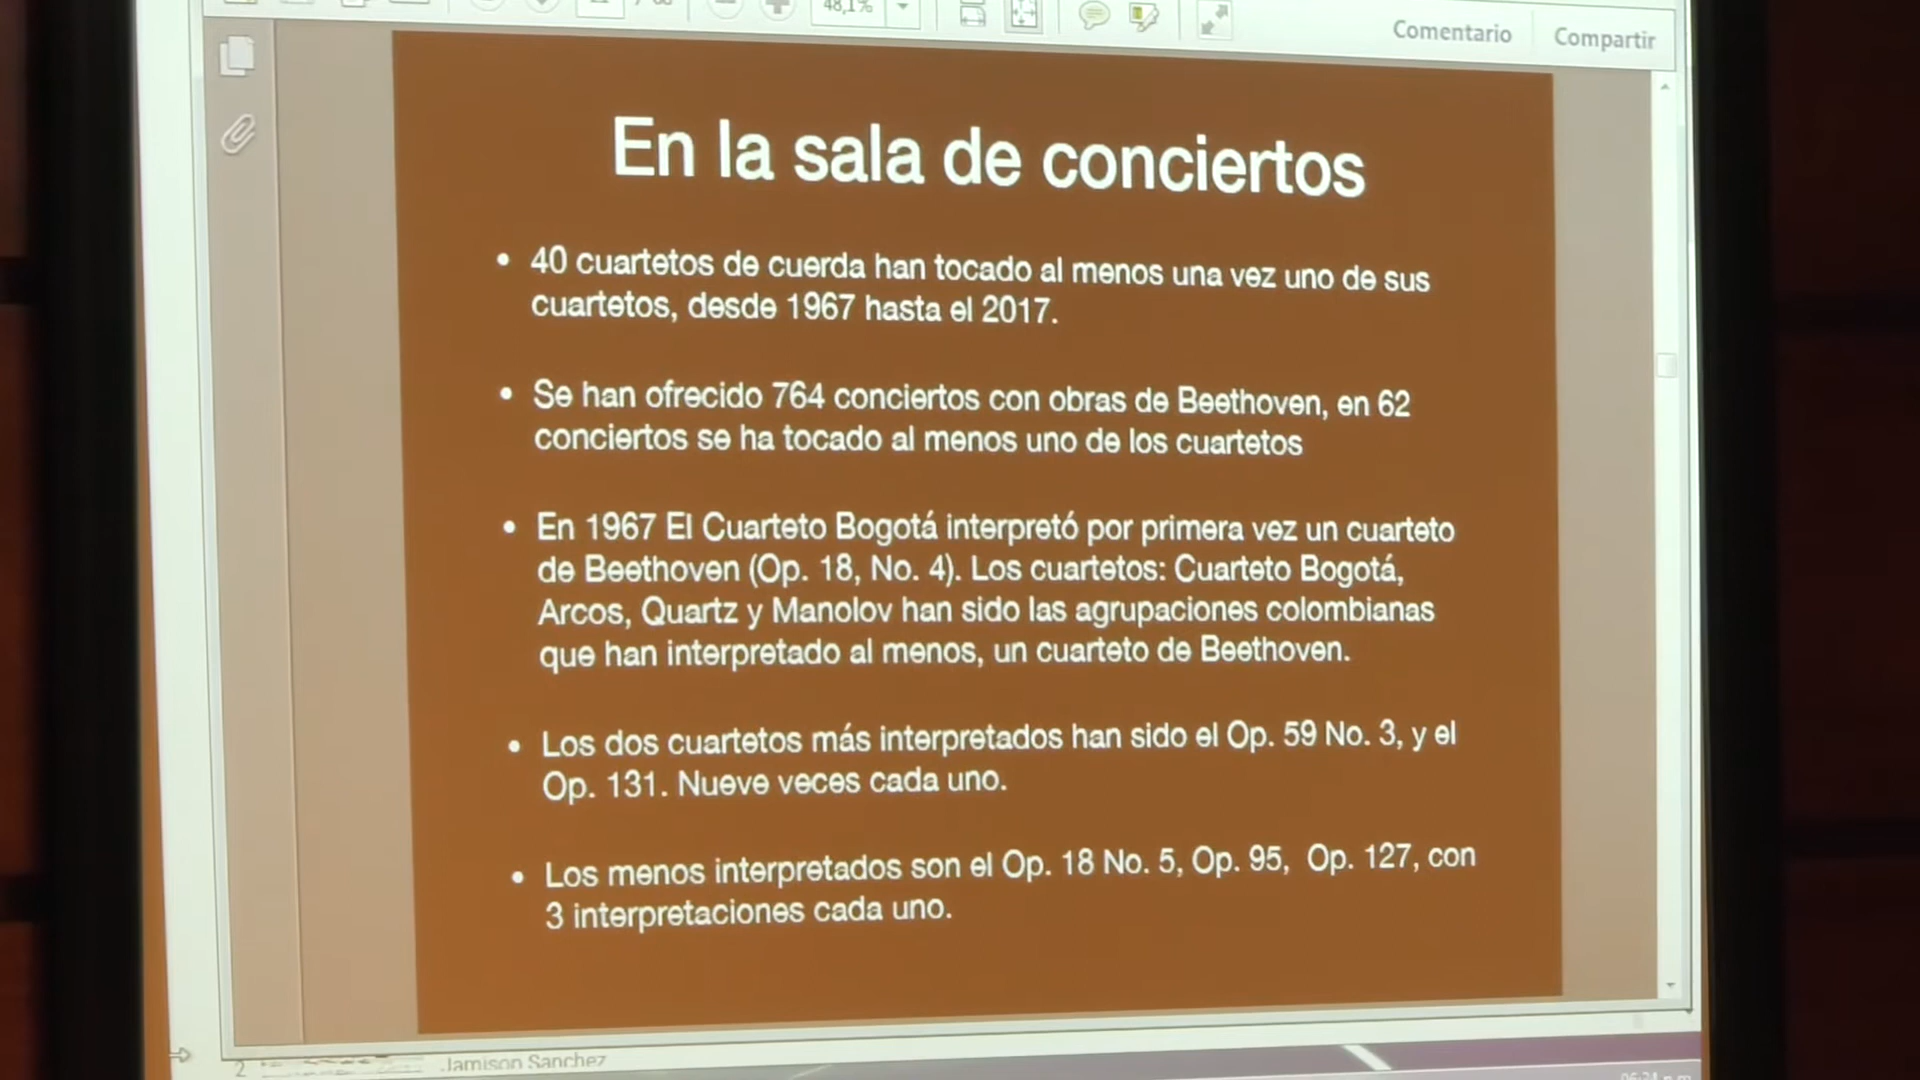 48,1%
Comentario
Compartir
En la sala de conciertos
• 40 cuartetos de cuerda han tocado al menos una vez uno de sus
cuartetos, desde 1967 hasta el 2017.
• Se han ofrecido 764 conciertos con obras de Beethoven, en 62
conciertos se ha tocado al menos uno de los cuartetos
• En 1967 El Cuarteto Bogotá interpretó por primera vez un cuarteto
de Beethoven (Op. 18, No. 4). Los cuartetos: Cuarteto Bogotá,
Arcos, Quartz y Manolov han sido las agrupaciones colombianas
que han interpretado al menos, un cuarteto de Beethoven.
• Los dos cuartetos más interpretados han sido el Op. 59 No. 3, y el
Op. 131. Nueve veces cada uno.
• Los menos interpretados son el Op. 18 No. 5, Op. 95, Op. 127, con
3 interpretaciones cada uno.
2
Jamison Sanchez